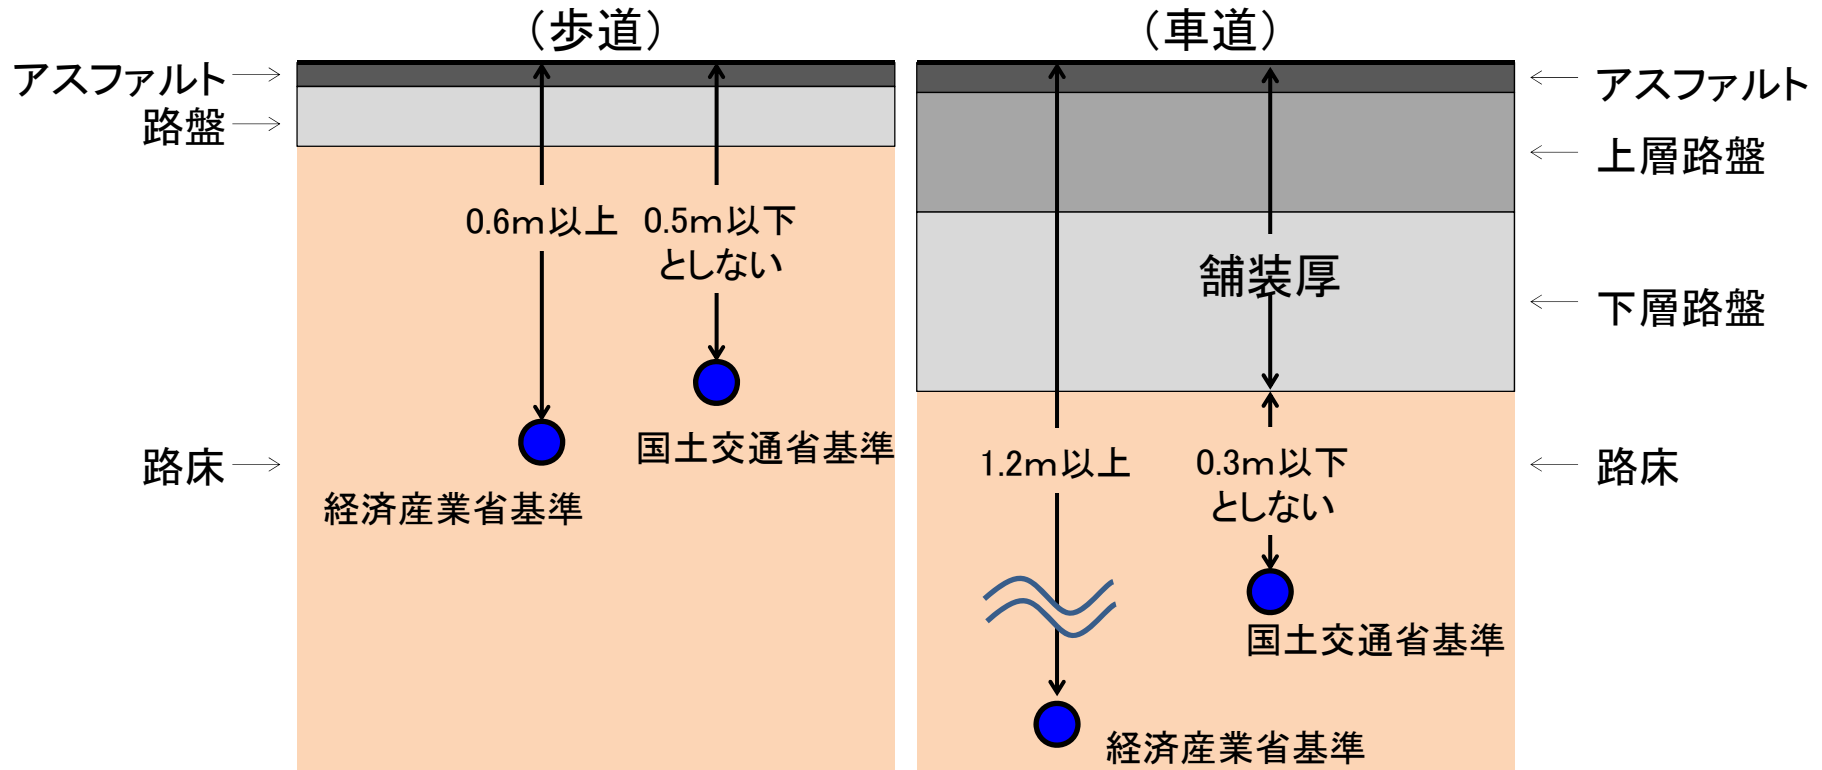 （歩道）
（車道）
アスファルト
路盤
路床
0.6ｍ以上
0.5ｍ以下
としない
国土交通省基準
経済産業省基準
舗装厚
1.2ｍ以上
0.3ｍ以下
としない
国土交通省基準
経済産業省基準
アスファルト
上層路盤
下層路盤
路床